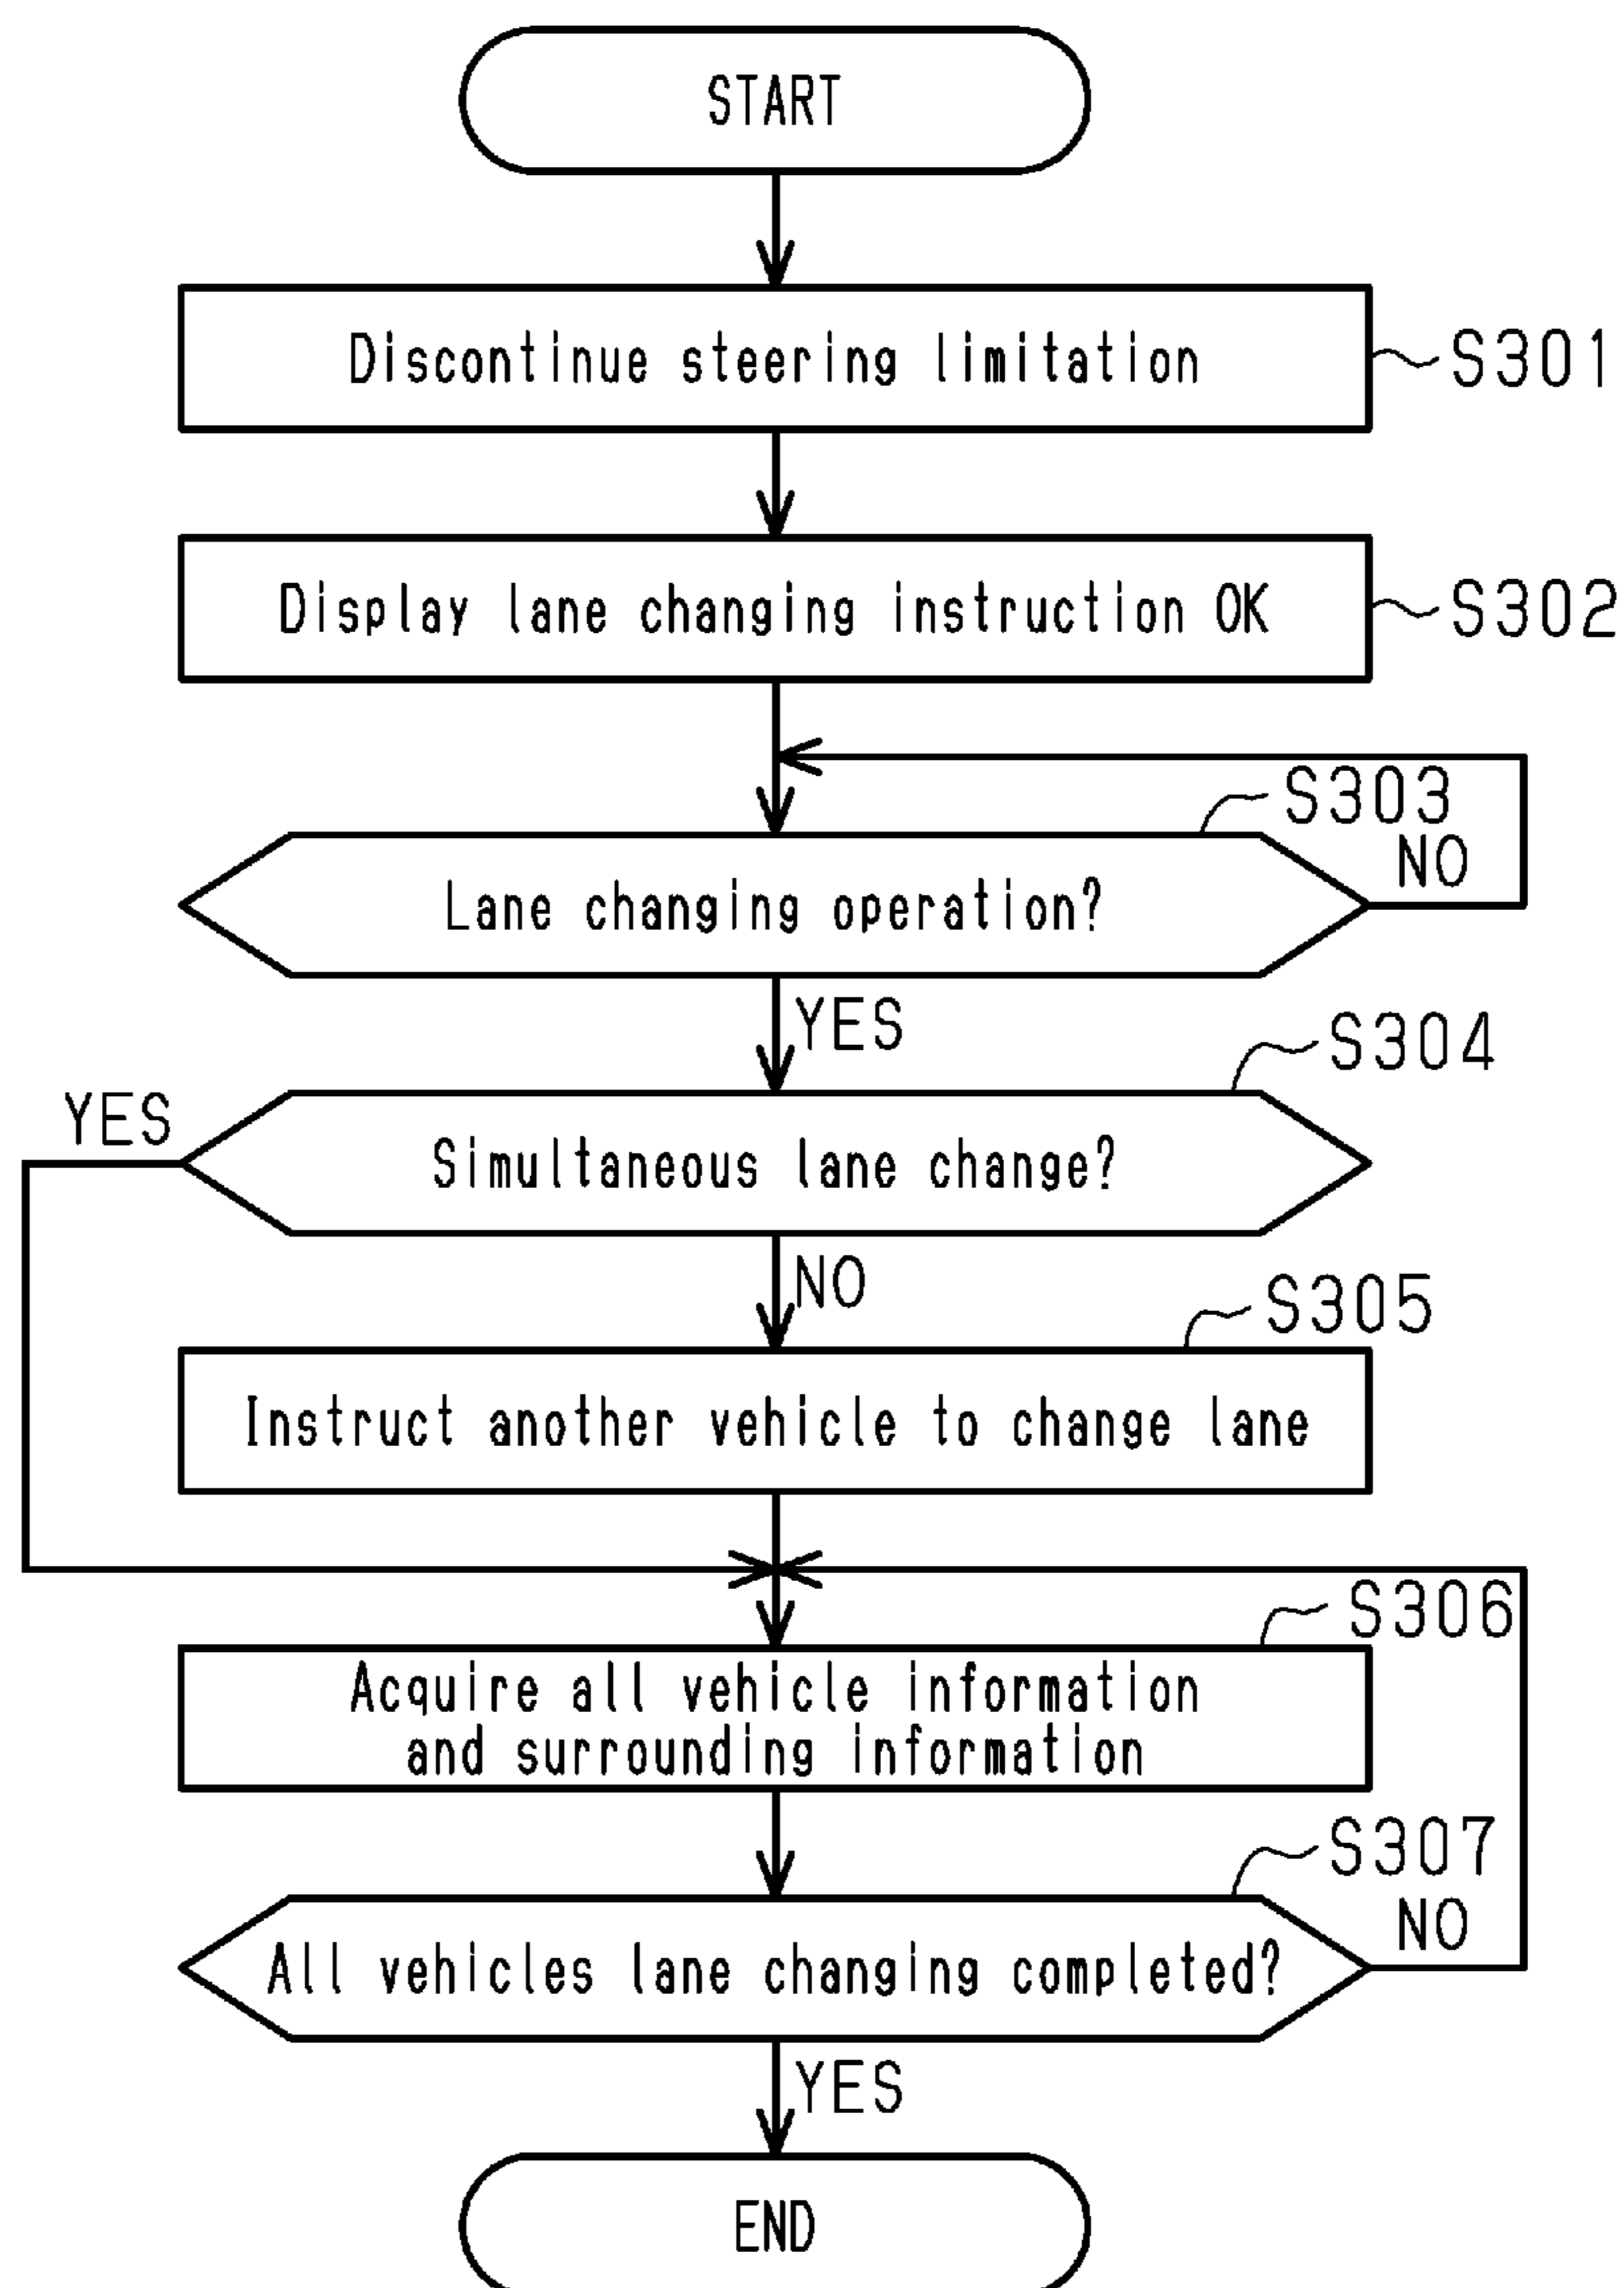 START
Discontinue steering limitation
S301
Display lane changing instruction OK
S302
S303
NO
Lane changing operation?
YES
S304
YES
Simultaneous lane change?
NO
S305
Instruct another vehicle to change lane
S306
Acquire all vehicle information
and surrounding information
S307
NO
All vehicles lane changing completed?
YES
END